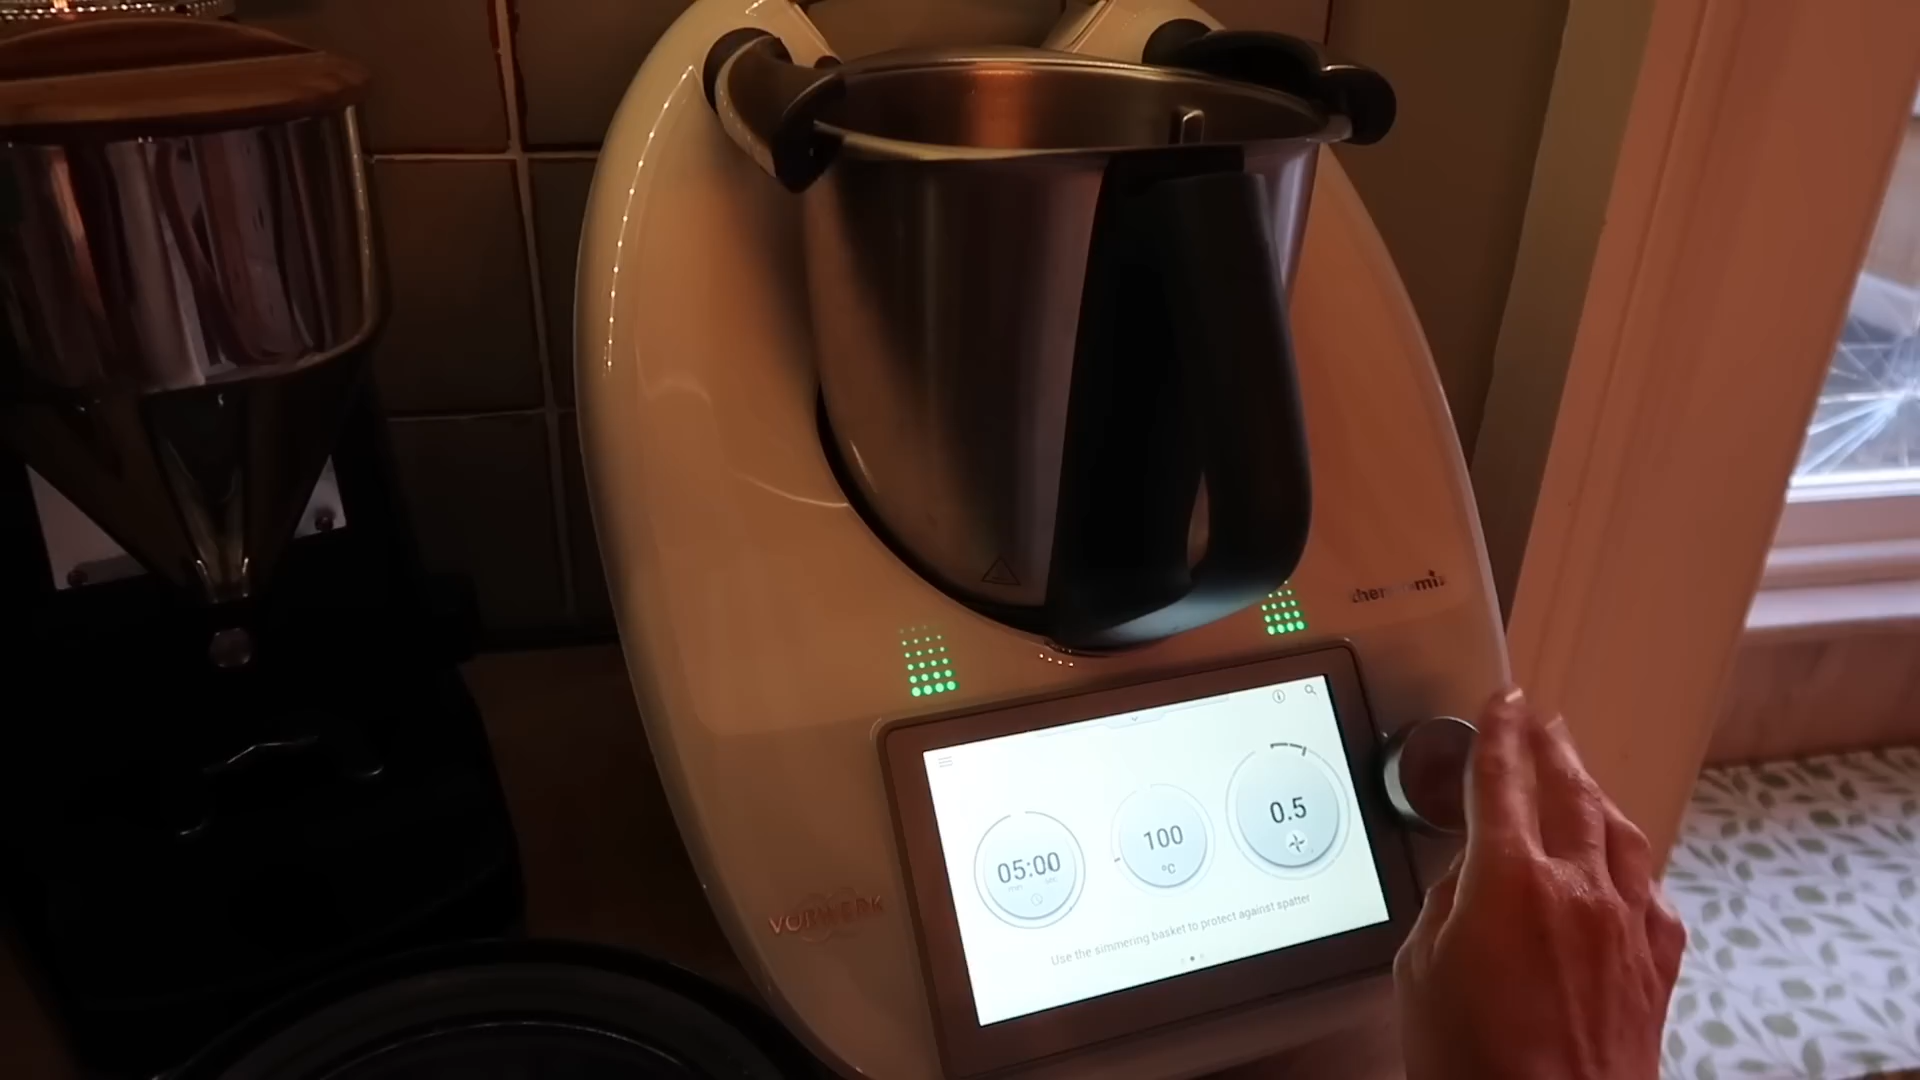 thermomix
05:00
min sec
100
°C
0.5
Use the simmering basket to protect against spatter
VORWERK